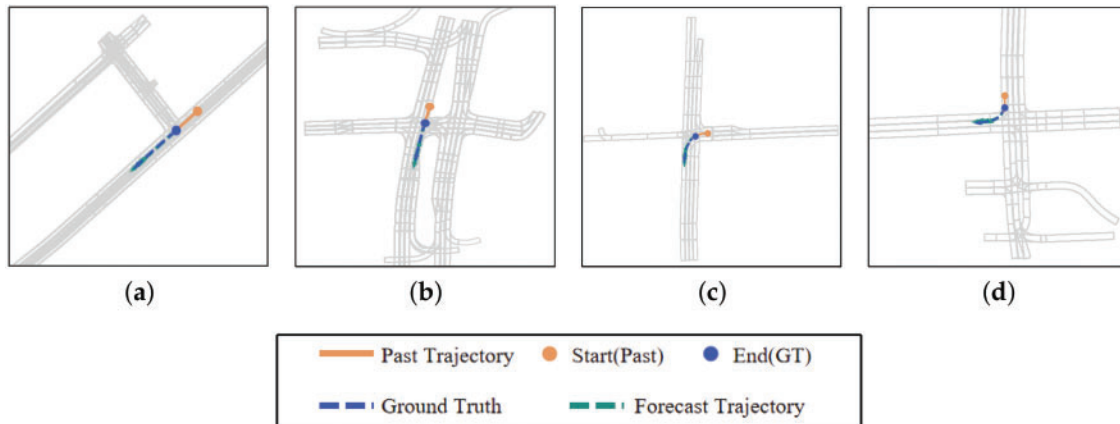 (a) (b) (c) (d)
Past Trajectory Start(Past) End(GT)
Ground Truth Forecast Trajectory